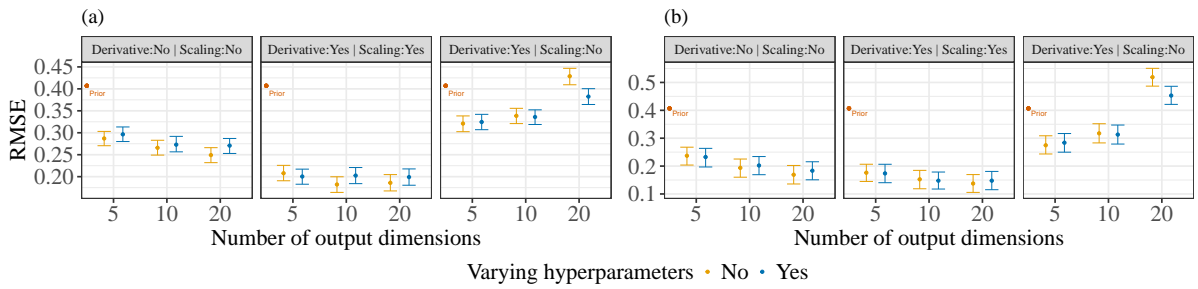 (a)
(b)
Derivative:No | Scaling:No
Derivative:Yes | Scaling:Yes
Derivative:Yes | Scaling:No
Derivative:No | Scaling:No
Derivative:Yes | Scaling:Yes
Derivative:Yes | Scaling:No
RMSE
0.45
0.40
0.35
0.30
0.25
0.20
Prior
Prior
Prior
0.5
0.4
0.3
0.2
0.1
Prior
Prior
Prior
5 10 20
5 10 20
5 10 20
5 10 20
5 10 20
5 10 20
Number of output dimensions
Number of output dimensions
Varying hyperparameters No Yes